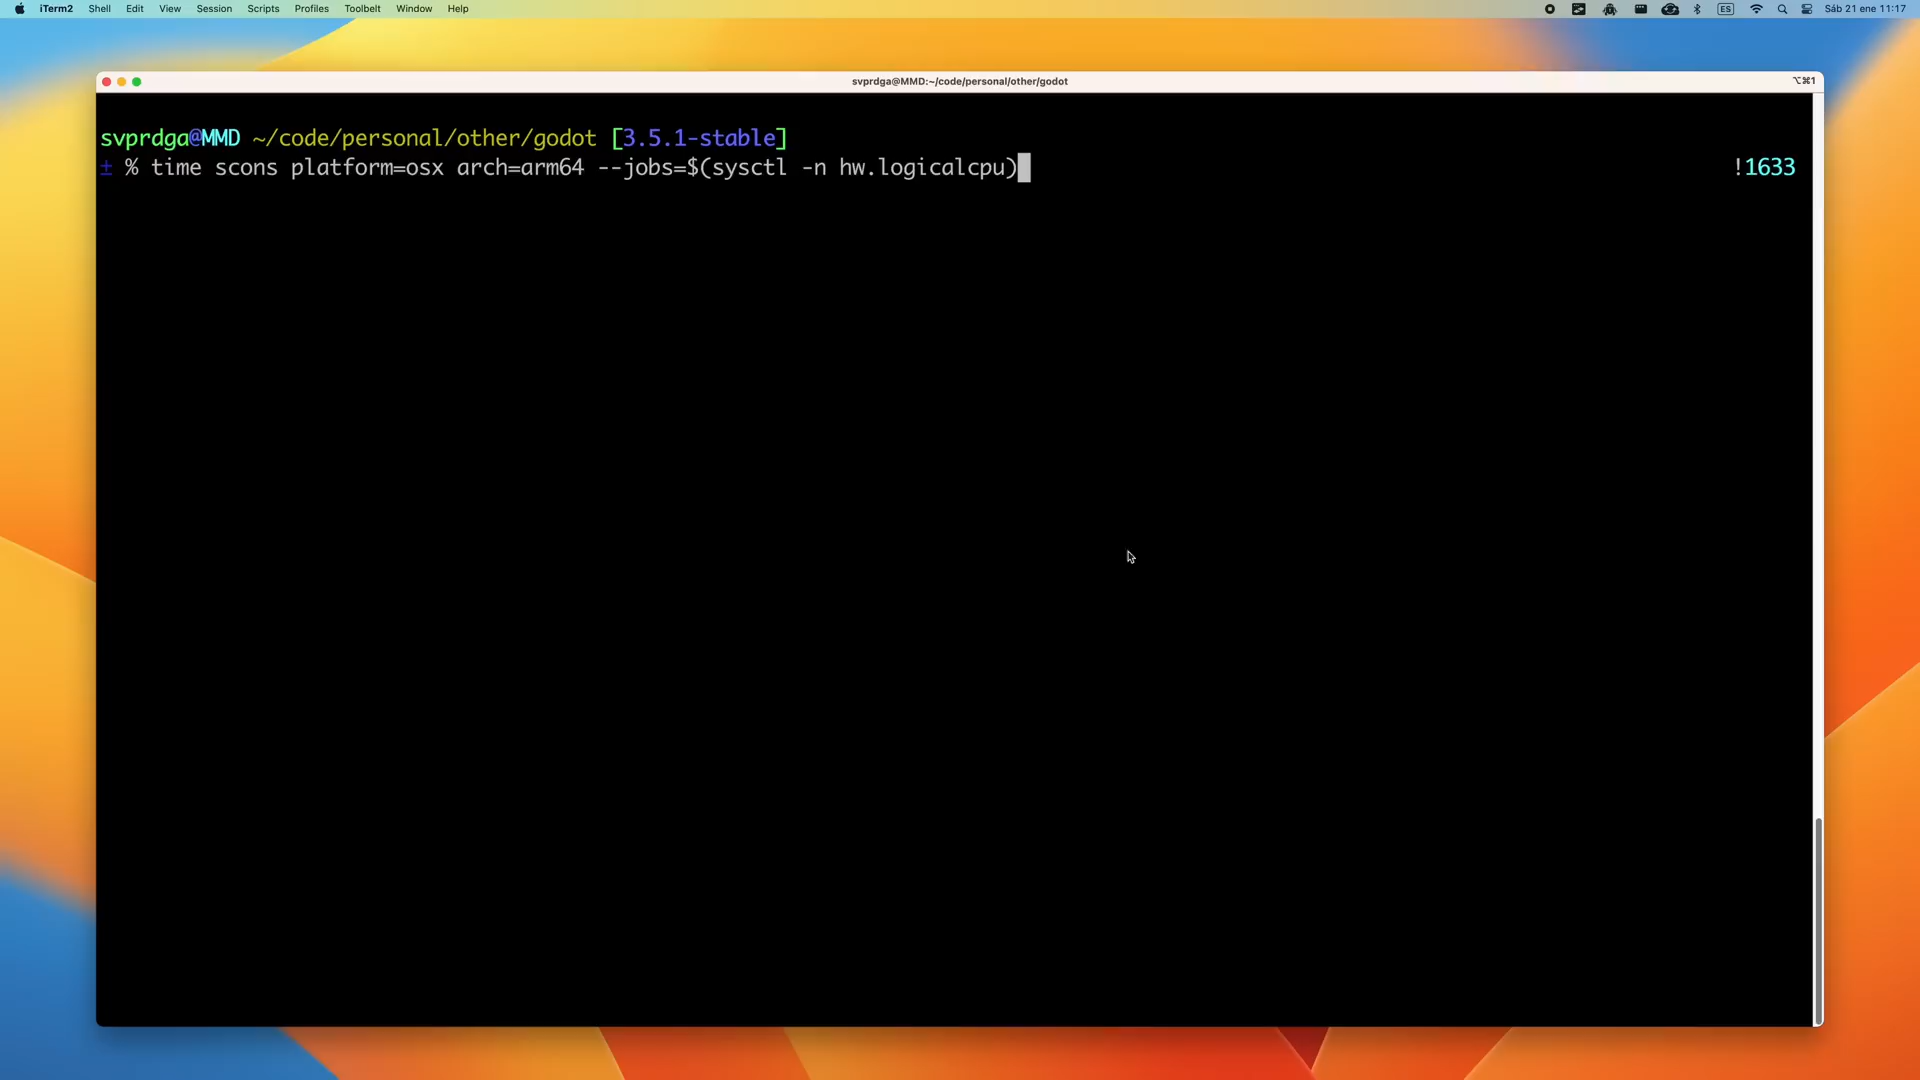 iTerm2 Shell Edit View Session Scripts Profiles Toolbelt Window Help ES Sáb 21 ene 11:17
svprdga@MMD:~/code/personal/other/godot ⌥⌘1
svprdga@MMD ~/code/personal/other/godot [3.5.1-stable]
± % time scons platform=osx arch=arm64 --jobs=$(sysctl -n hw.logicalcpu) !1633